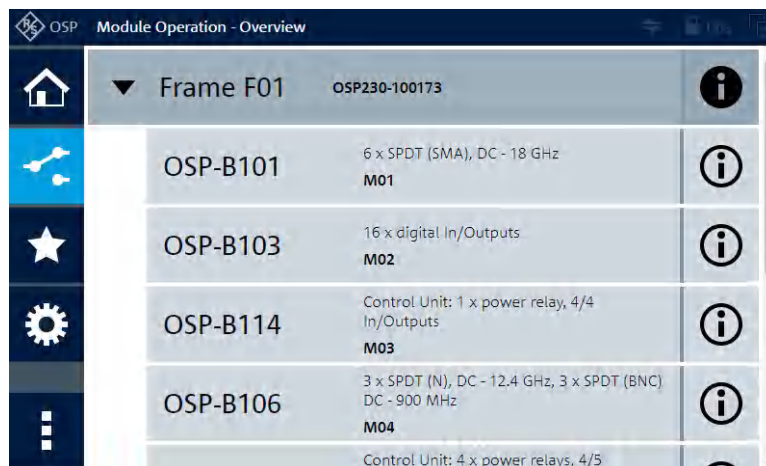 R&S OSP Module Operation - Overview
Frame F01 OSP230-100173
OSP-B101 6 x SPDT (SMA), DC - 18 GHz
M01
OSP-B103 16 x digital In/Outputs
M02
OSP-B114 Control Unit: 1 x power relay, 4/4
In/Outputs
M03
OSP-B106 3 x SPDT (N), DC - 12.4 GHz, 3 x SPDT (BNC)
DC - 900 MHz
M04
Control Unit: 4 x power relays, 4/5